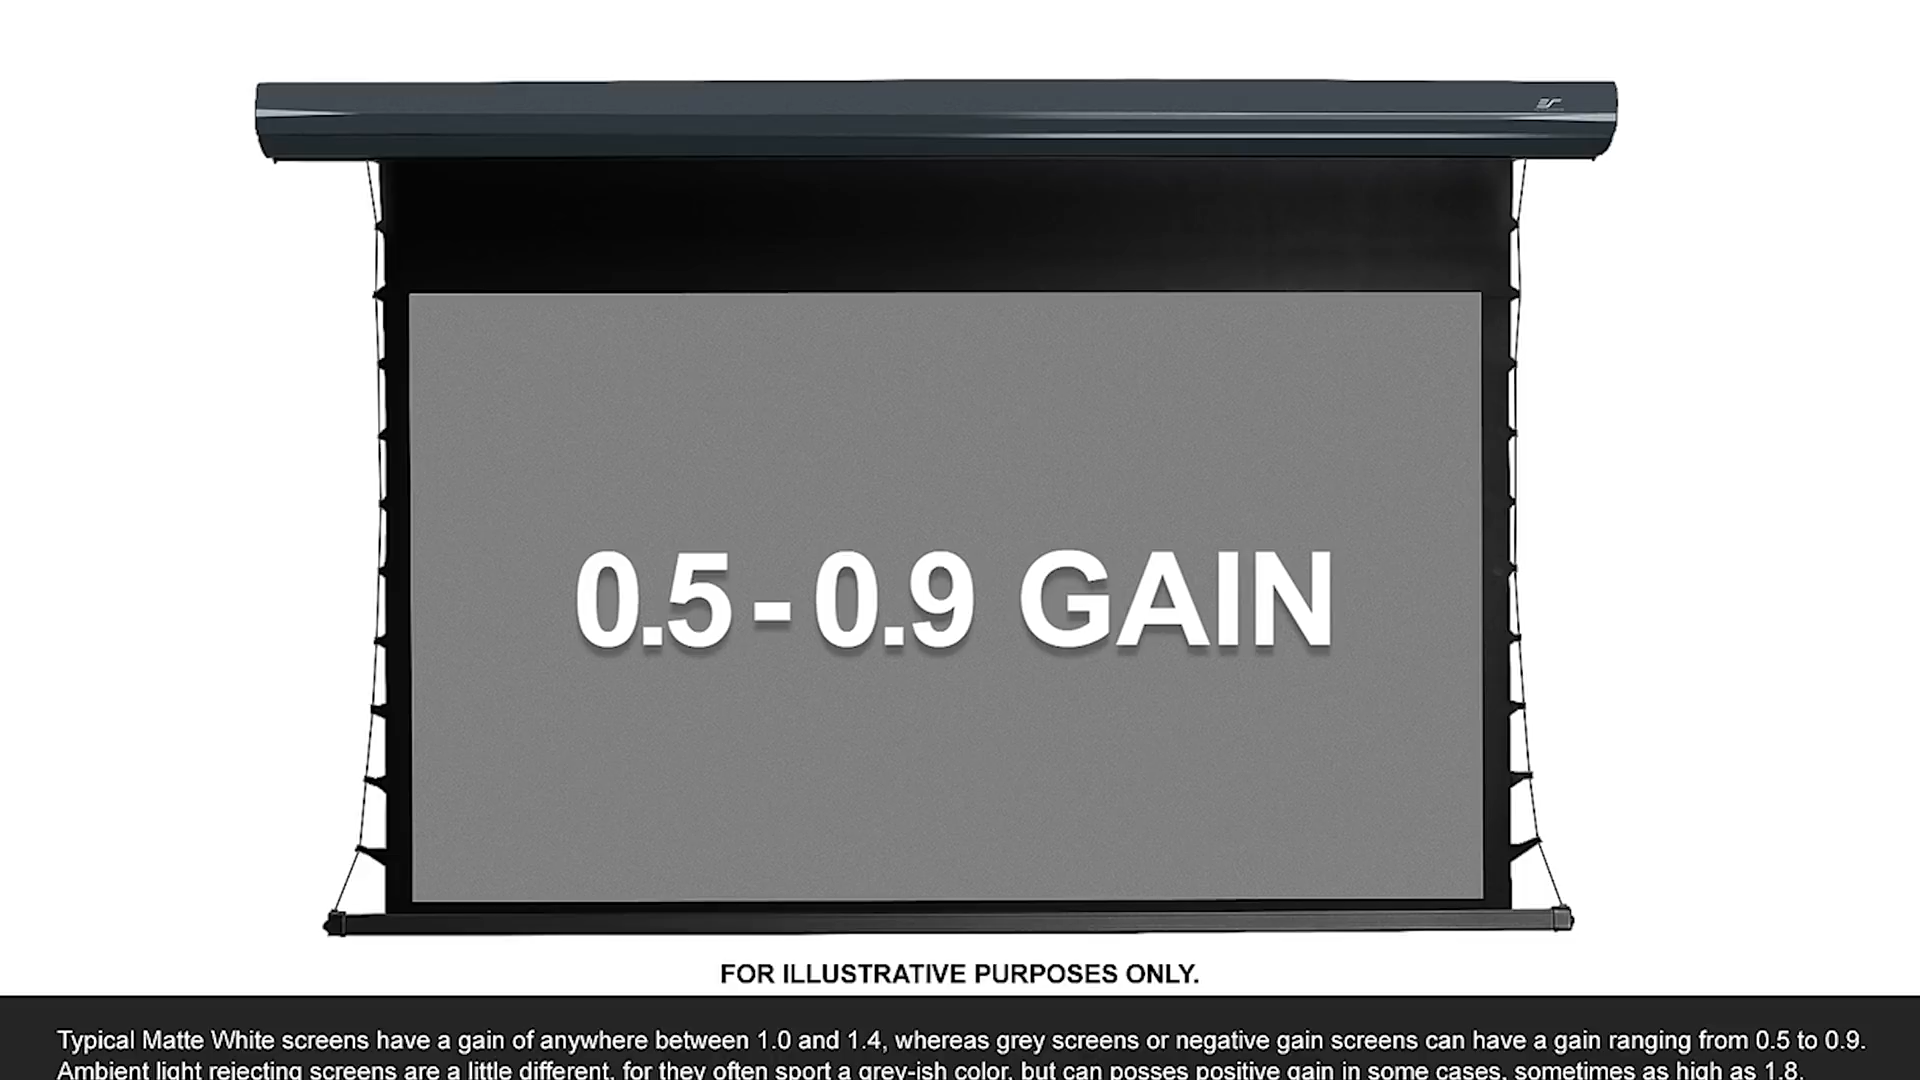 0.5 - 0.9 GAIN
FOR ILLUSTRATIVE PURPOSES ONLY.
Typical Matte White screens have a gain of anywhere between 1.0 and 1.4, whereas grey screens or negative gain screens can have a gain ranging from 0.5 to 0.9.
Ambient light rejecting screens are a little different, for they often sport a grey-ish color, but can posses positive gain in some cases, sometimes as high as 1.8.